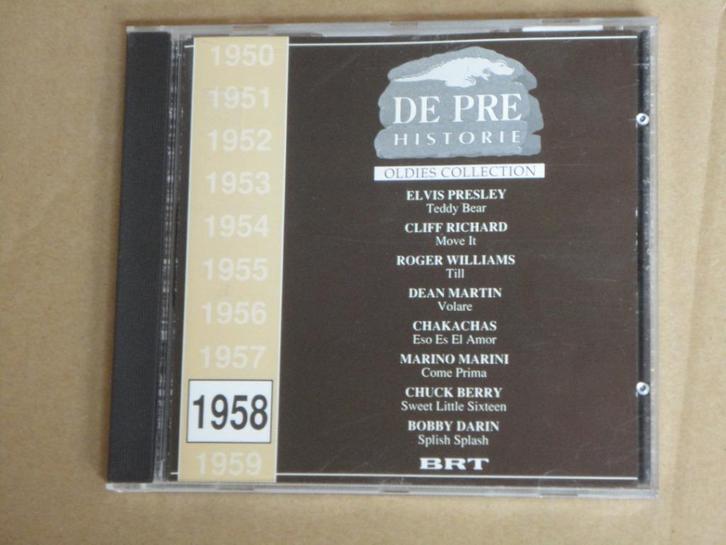 1950
1951
1952
1953
1954
1955
1956
1957
1958
1959
DE PRE
HISTORIE
OLDIES COLLECTION
ELVIS PRESLEY
Teddy Bear
CLIFF RICHARD
Move It
ROGER WILLIAMS
Till
DEAN MARTIN
Volare
CHAKACHAS
Eso Es El Amor
MARINO MARINI
Come Prima
CHUCK BERRY
Sweet Little Sixteen
BOBBY DARIN
Splish Splash
BRT